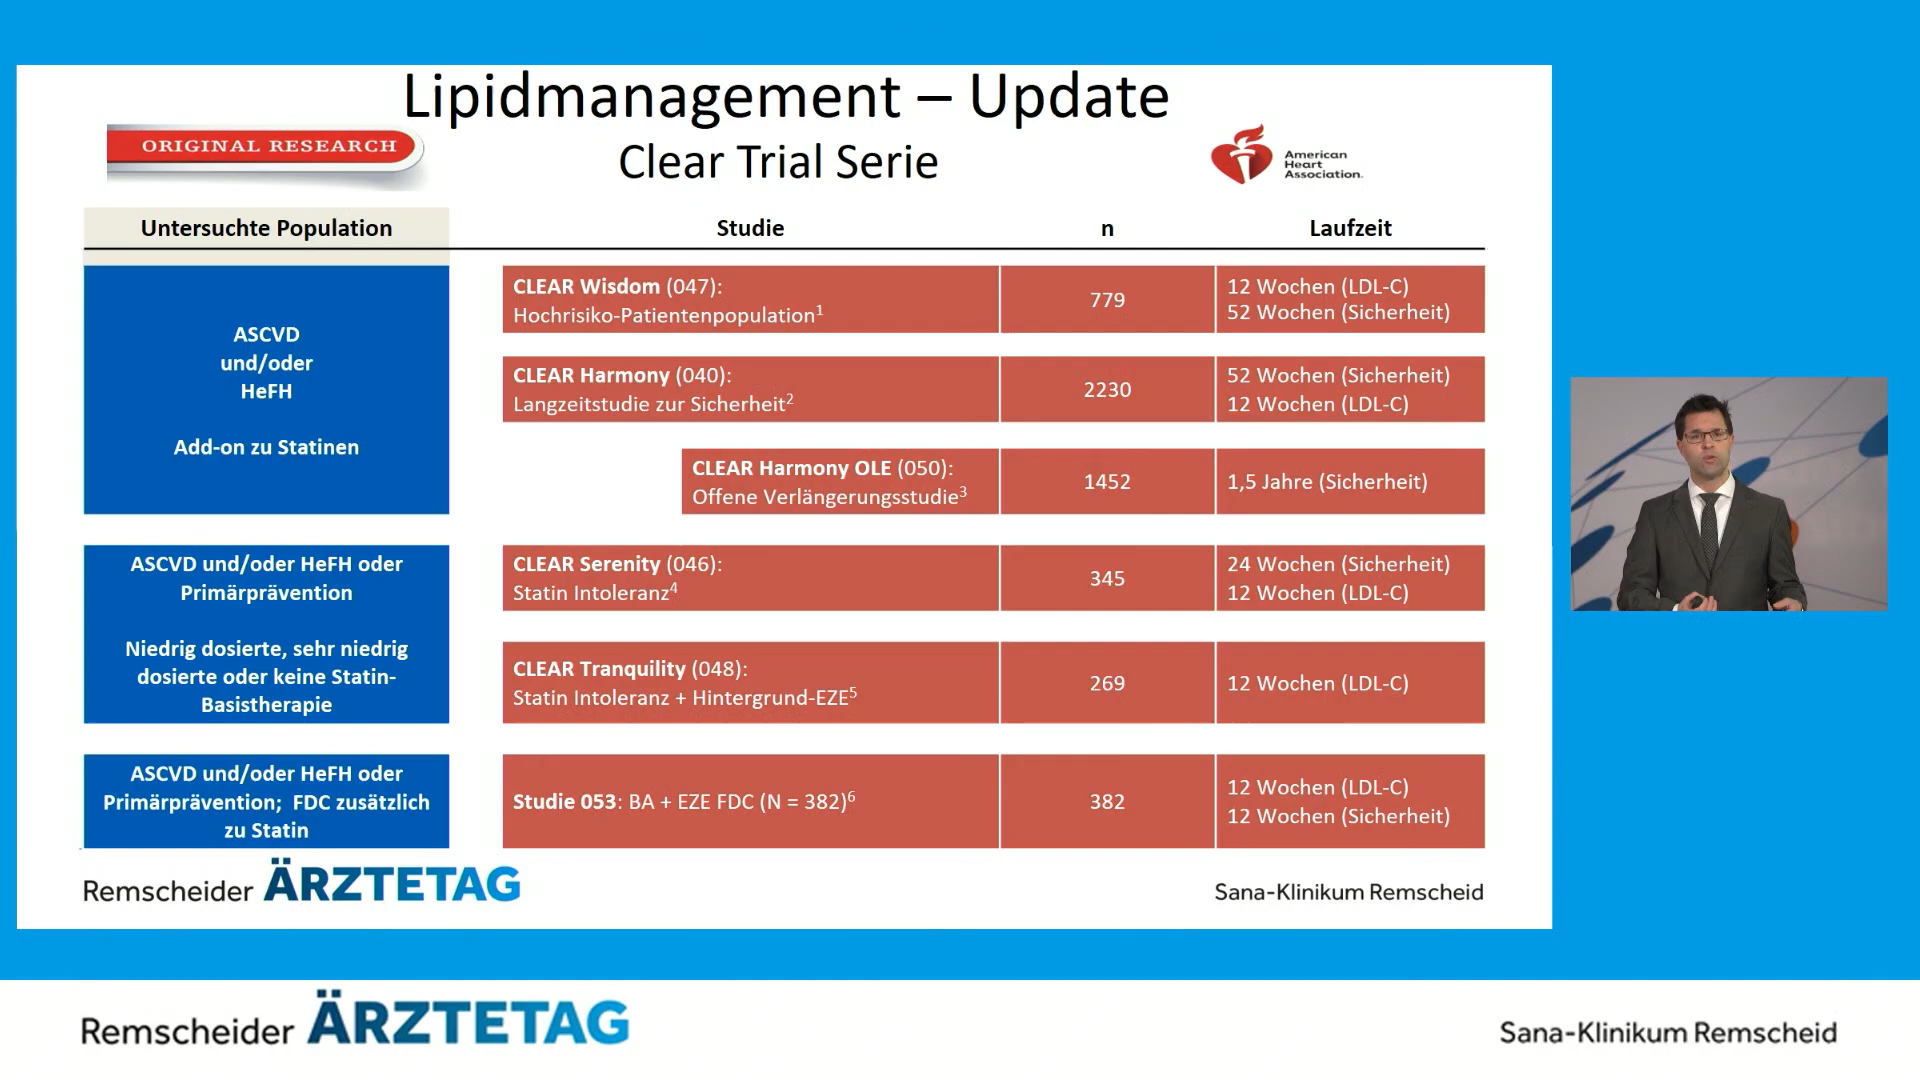 Lipidmanagement – Update
Clear Trial Serie
ORIGINAL RESEARCH
American
Heart
Association.
Untersuchte Population
Studie
n
Laufzeit
ASCVD
und/oder
HeFH
Add-on zu Statinen
CLEAR Wisdom (047):
Hochrisiko-Patientenpopulation¹
779
12 Wochen (LDL-C)
52 Wochen (Sicherheit)
CLEAR Harmony (040):
Langzeitstudie zur Sicherheit²
2230
52 Wochen (Sicherheit)
12 Wochen (LDL-C)
CLEAR Harmony OLE (050):
Offene Verlängerungsstudie³
1452
1,5 Jahre (Sicherheit)
ASCVD und/oder HeFH oder
Primärprävention
Niedrig dosierte, sehr niedrig
dosierte oder keine Statin-
Basistherapie
CLEAR Serenity (046):
Statin Intoleranz⁴
345
24 Wochen (Sicherheit)
12 Wochen (LDL-C)
CLEAR Tranquility (048):
Statin Intoleranz + Hintergrund-EZE⁵
269
12 Wochen (LDL-C)
ASCVD und/oder HeFH oder
Primärprävention; FDC zusätzlich
zu Statin
Studie 053: BA + EZE FDC (N = 382)⁶
382
12 Wochen (LDL-C)
12 Wochen (Sicherheit)
Remscheider ÄRZTETAG
Sana-Klinikum Remscheid
Remscheider ÄRZTETAG
Sana-Klinikum Remscheid